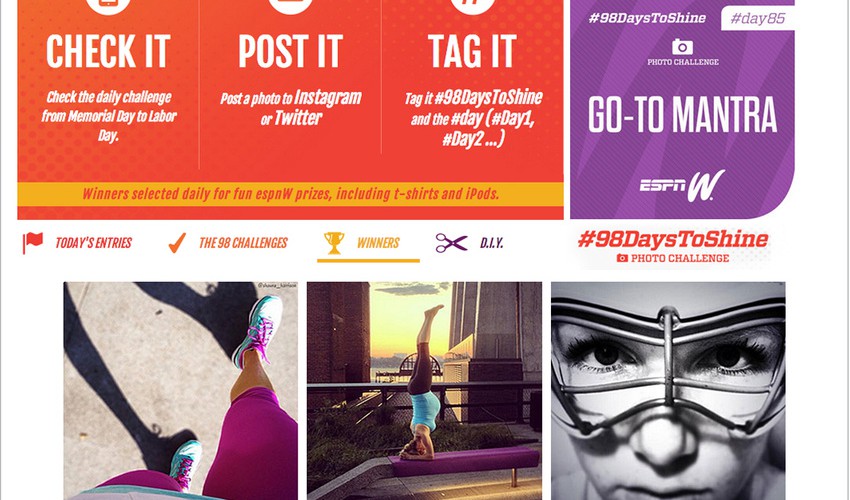 CHECK IT
Check the daily challenge
from Memorial Day to Labor
Day.
POST IT
Post a photo to Instagram
or Twitter
TAG IT
Tag it #98DaysToShine
and the #day (#Day1,
#Day2 ...)
Winners selected daily for fun espnW prizes, including t-shirts and iPods.
#98DaysToShine
#day85
PHOTO CHALLENGE
GO-TO MANTRA
ESPN W
TODAY'S ENTRIES
THE 98 CHALLENGES
WINNERS
D.I.Y.
#98DaysToShine
PHOTO CHALLENGE